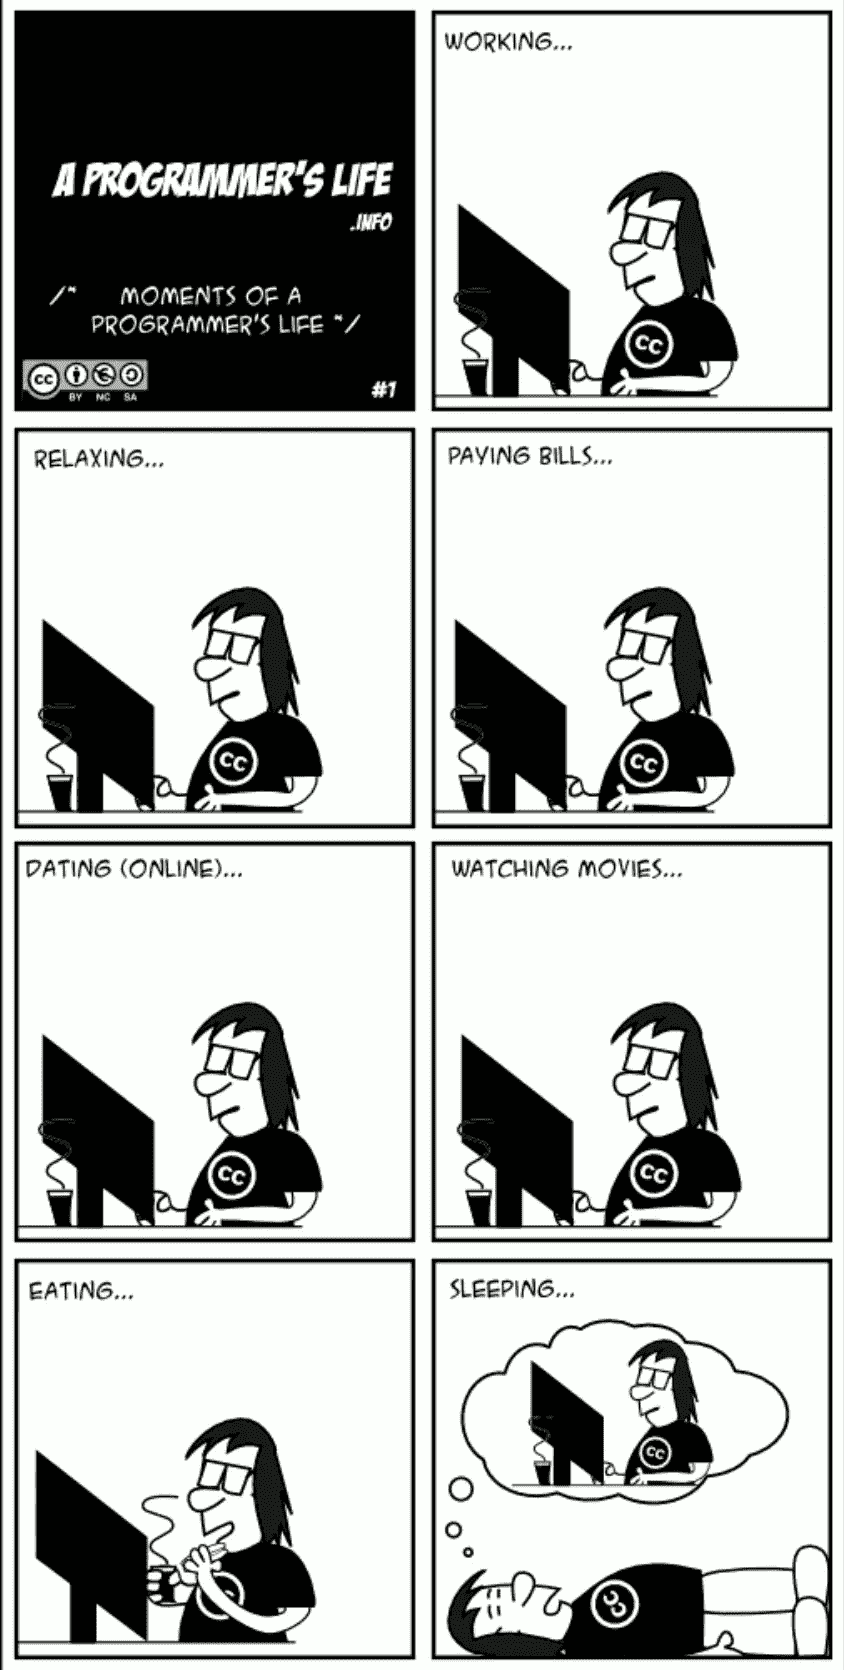 A PROGRAMMER'S LIFE
.INFO
/* MOMENTS OF A
PROGRAMMER'S LIFE */
CC
BY NC SA
#1
WORKING...
CC
RELAXING...
CC
PAYING BILLS...
CC
DATING (ONLINE)...
CC
WATCHING MOVIES...
CC
EATING...
SLEEPING...
CC
CC